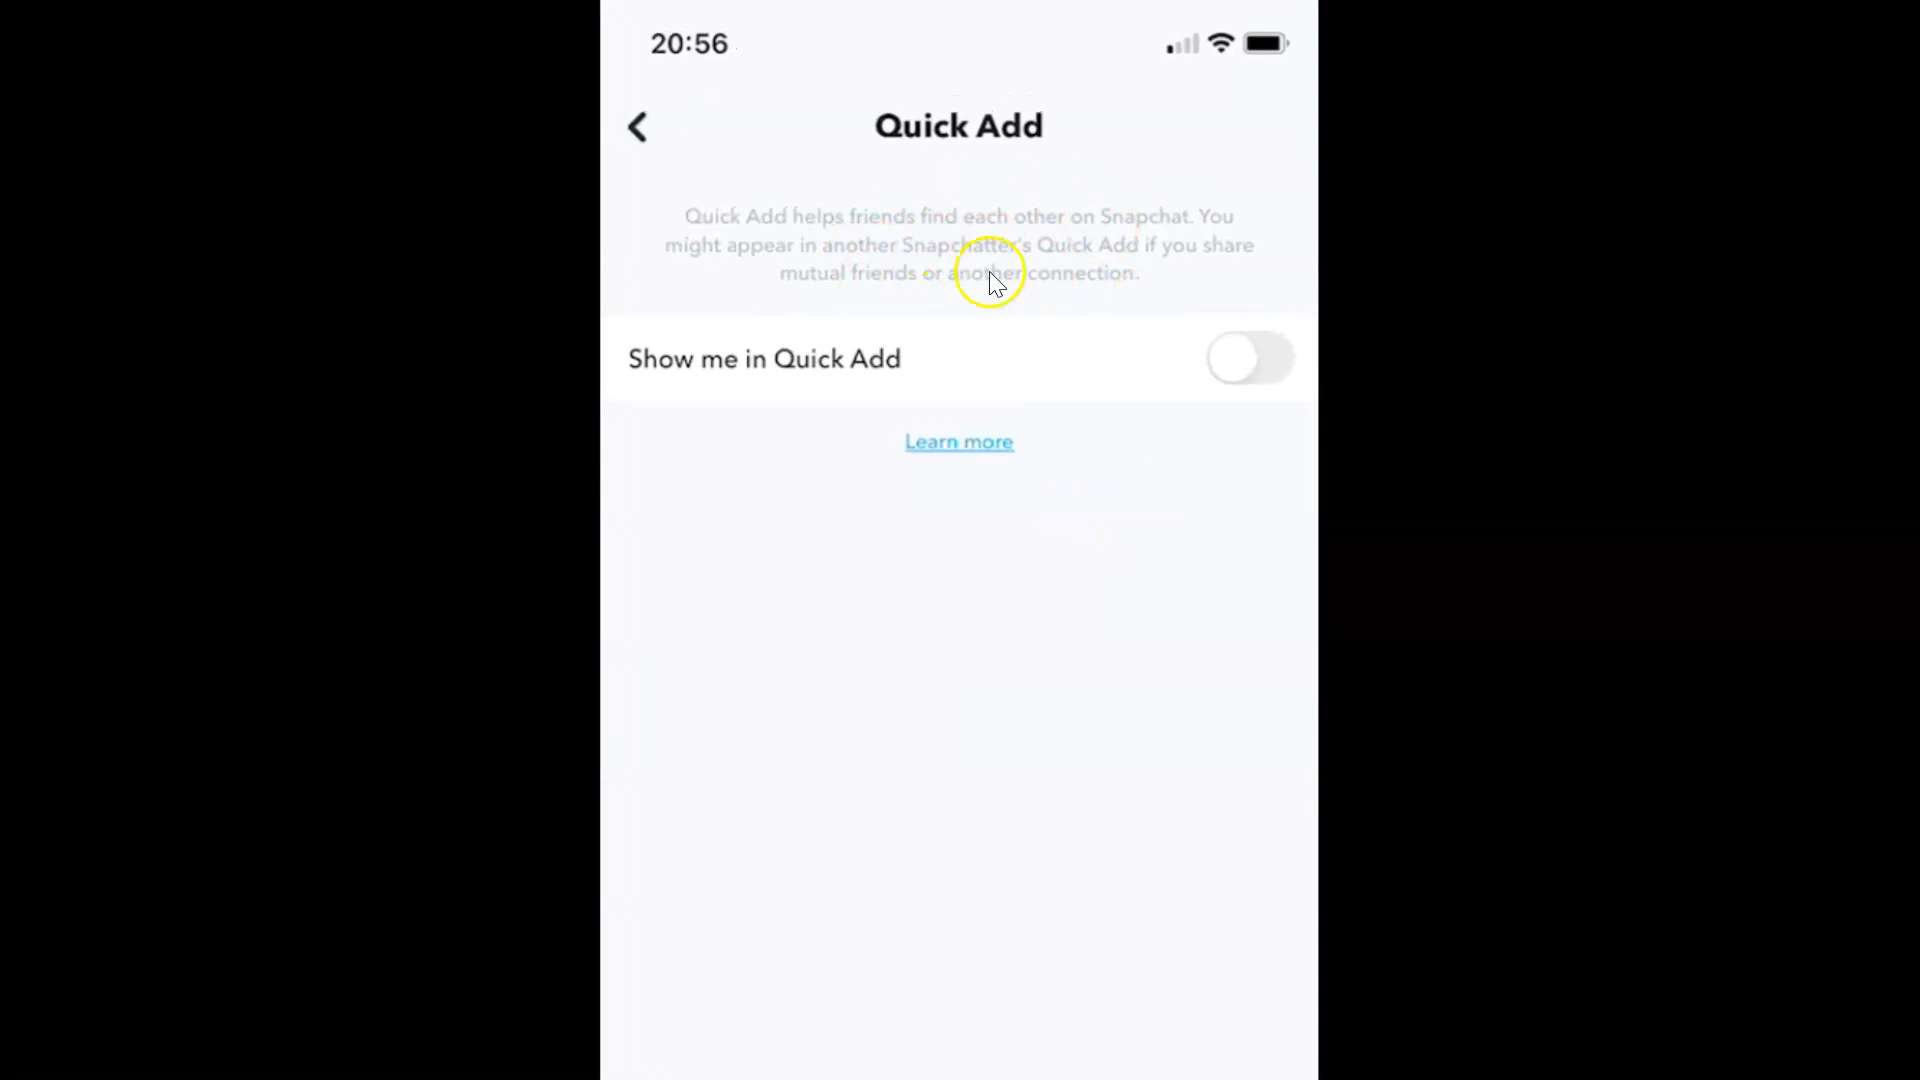 20:56
Quick Add
Quick Add helps friends find each other on Snapchat. You
might appear in another Snapchatter's Quick Add if you share
mutual friends or another connection.
Show me in Quick Add
Learn more